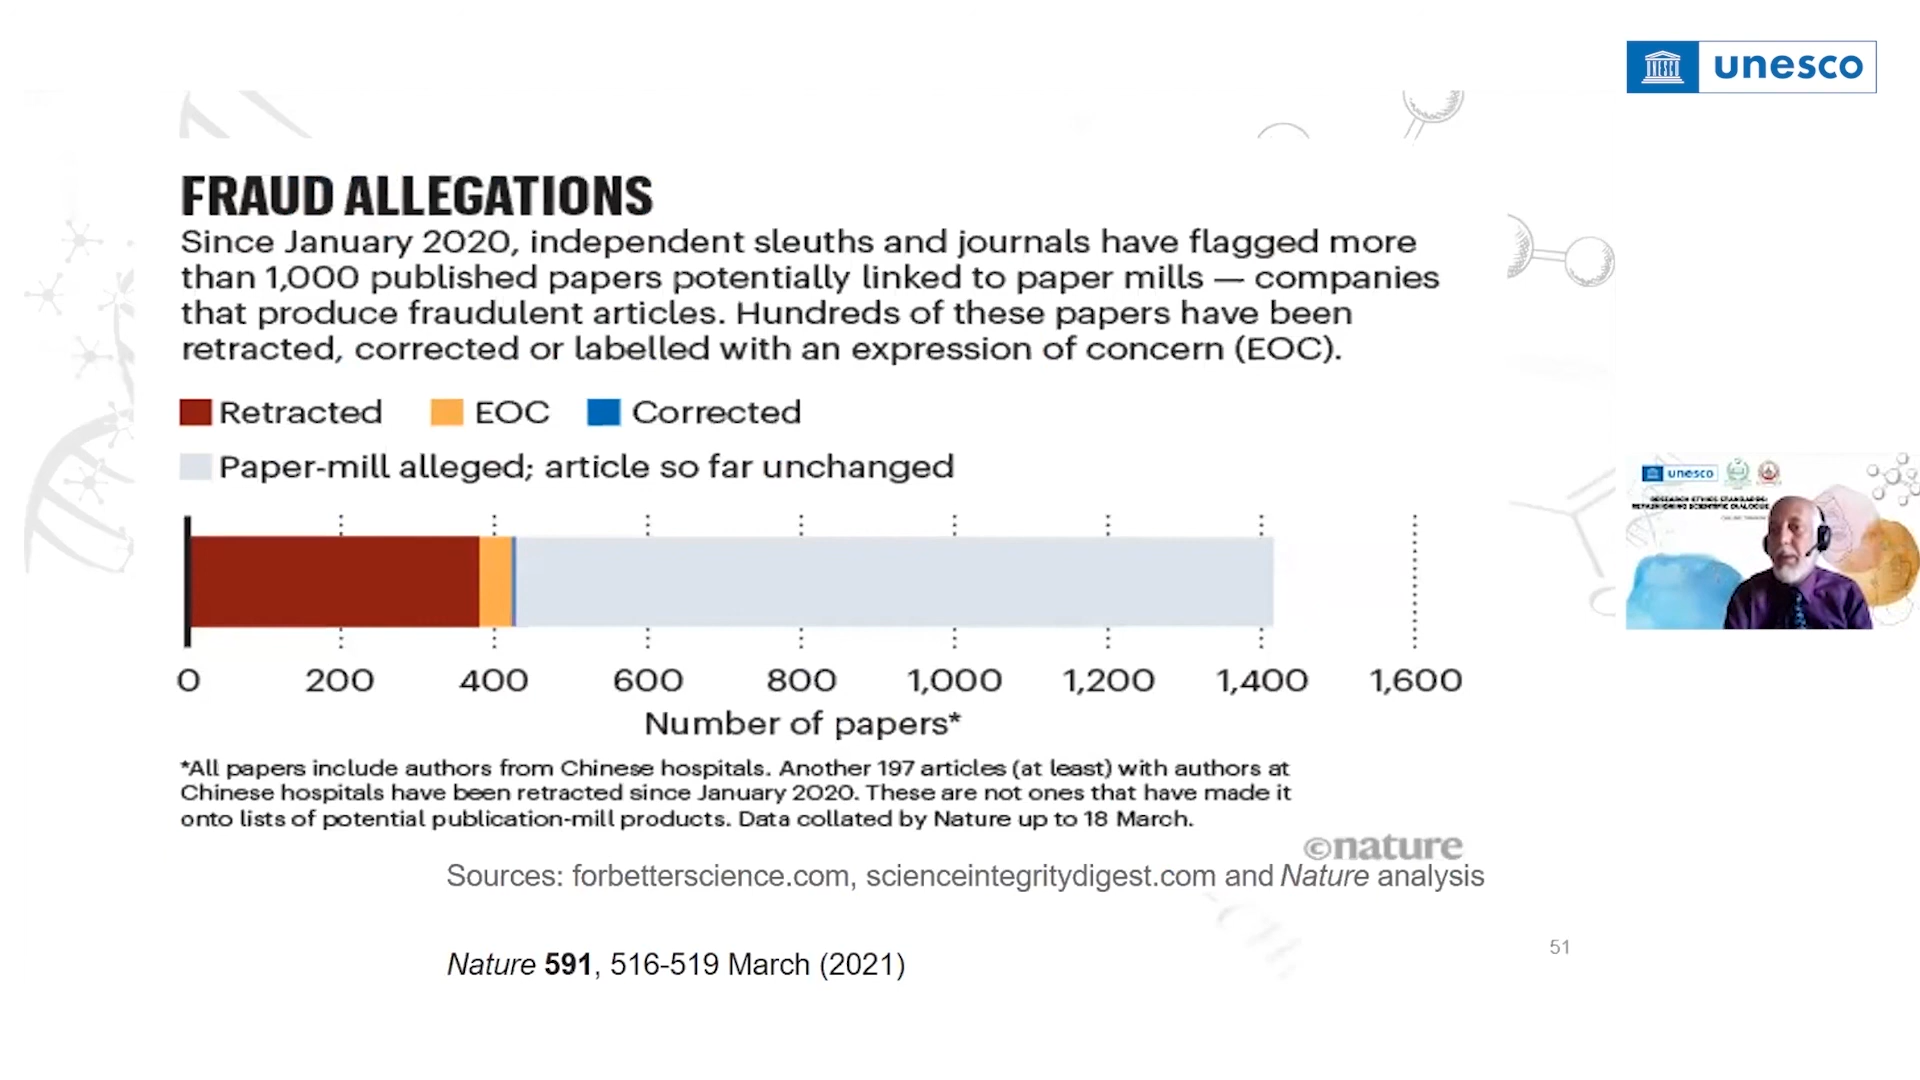 unesco
FRAUD ALLEGATIONS
Since January 2020, independent sleuths and journals have flagged more
than 1,000 published papers potentially linked to paper mills — companies
that produce fraudulent articles. Hundreds of these papers have been
retracted, corrected or labelled with an expression of concern (EOC).
Retracted EOC Corrected
Paper-mill alleged; article so far unchanged
0 200 400 600 800 1,000 1,200 1,400 1,600
Number of papers*
*All papers include authors from Chinese hospitals. Another 197 articles (at least) with authors at
Chinese hospitals have been retracted since January 2020. These are not ones that have made it
onto lists of potential publication-mill products. Data collated by Nature up to 18 March.
©nature
Sources: forbetterscience.com, scienceintegritydigest.com and Nature analysis
Nature 591, 516-519 March (2021)
51
unesco
RESEARCH ETHICS STANDARDS: